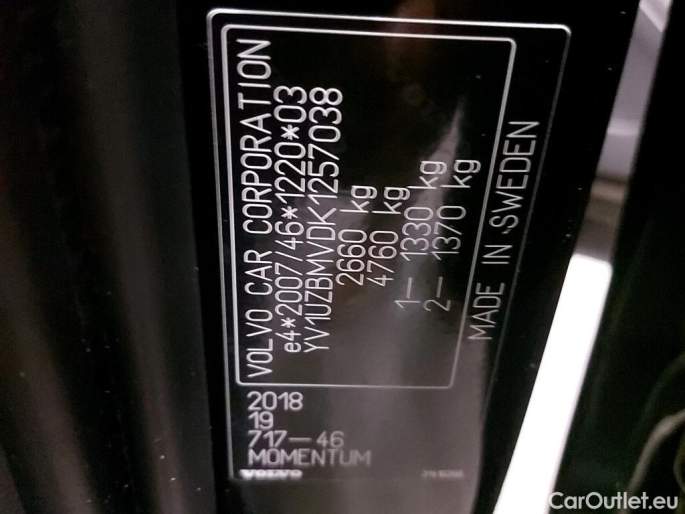 VOLVO CAR CORPORATION
e4*2007/46*1220*03
YV1UZBMVDK1257038
2660 kg
4760 kg
1– 1330 kg
2– 1370 kg
MADE IN SWEDEN
2018
19
717–46
MOMENTUM
VOLVO
CarOutlet.eu